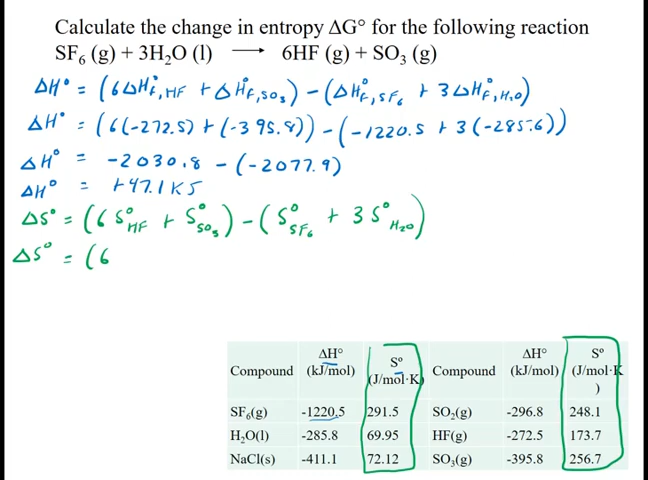 Calculate the change in entropy ΔG° for the following reaction
SF₆ (g) + 3H₂O (l) ⟶ 6HF (g) + SO₃ (g)
ΔH° = (6ΔH°f,HF + ΔH°f,SO₃) - (ΔH°f,SF₆ + 3ΔH°f,H₂O)
ΔH° = (6(-272.5) + (-395.8)) - (-1220.5 + 3(-285.6))
ΔH° = -2030.8 - (-2077.9)
ΔH° = +47.1 KJ
ΔS° = (6 S°HF + S°SO₃) - (S°SF₆ + 3 S°H₂O)
ΔS° = (6
Compound ΔH° (kJ/mol) S° (J/mol·K) Compound ΔH° (kJ/mol) S° (J/mol·K)
SF₆(g) -1220.5 291.5 SO₂(g) -296.8 248.1
H₂O(l) -285.8 69.95 HF(g) -272.5 173.7
NaCl(s) -411.1 72.12 SO₃(g) -395.8 256.7